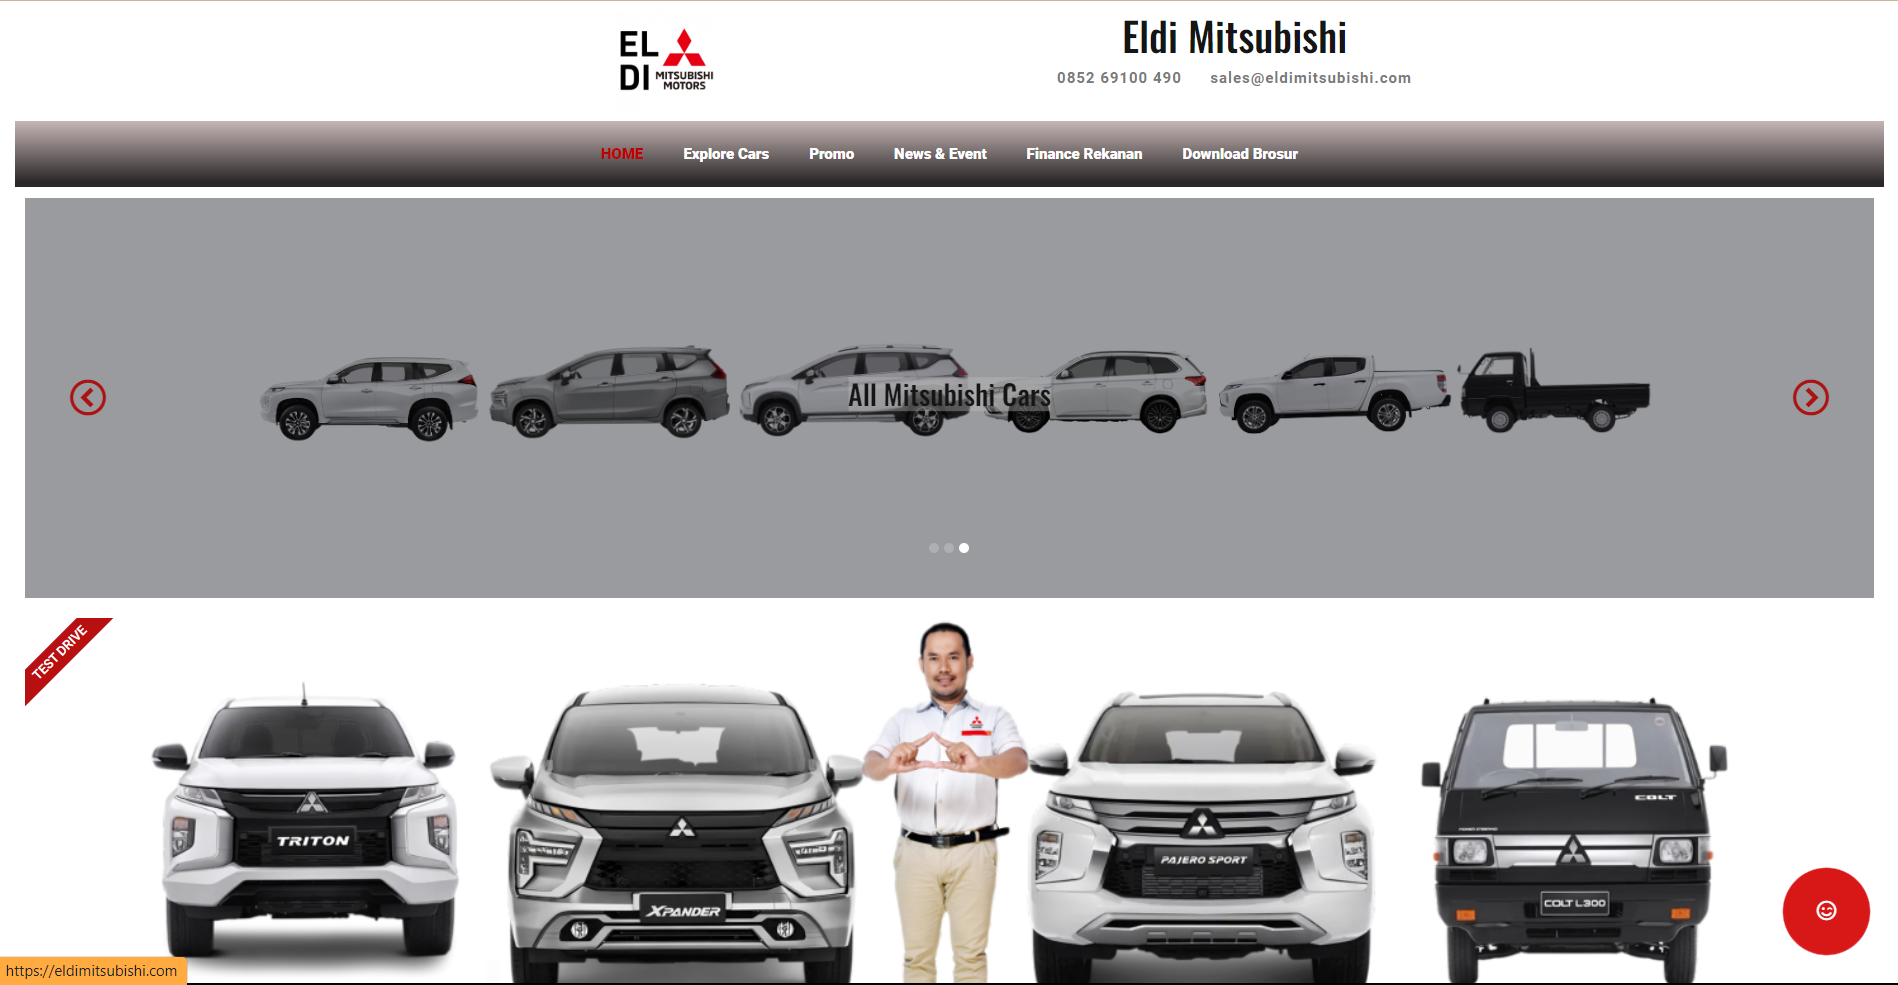 EL
DI
MITSUBISHI
MOTORS
Eldi Mitsubishi
0852 69100 490 sales@eldimitsubishi.com
HOME Explore Cars Promo News & Event Finance Rekanan Download Brosur
All Mitsubishi Cars
TEST DRIVE
TRITON
XPANDER
PAJERO SPORT
COLT
COLT L300
https://eldimitsubishi.com